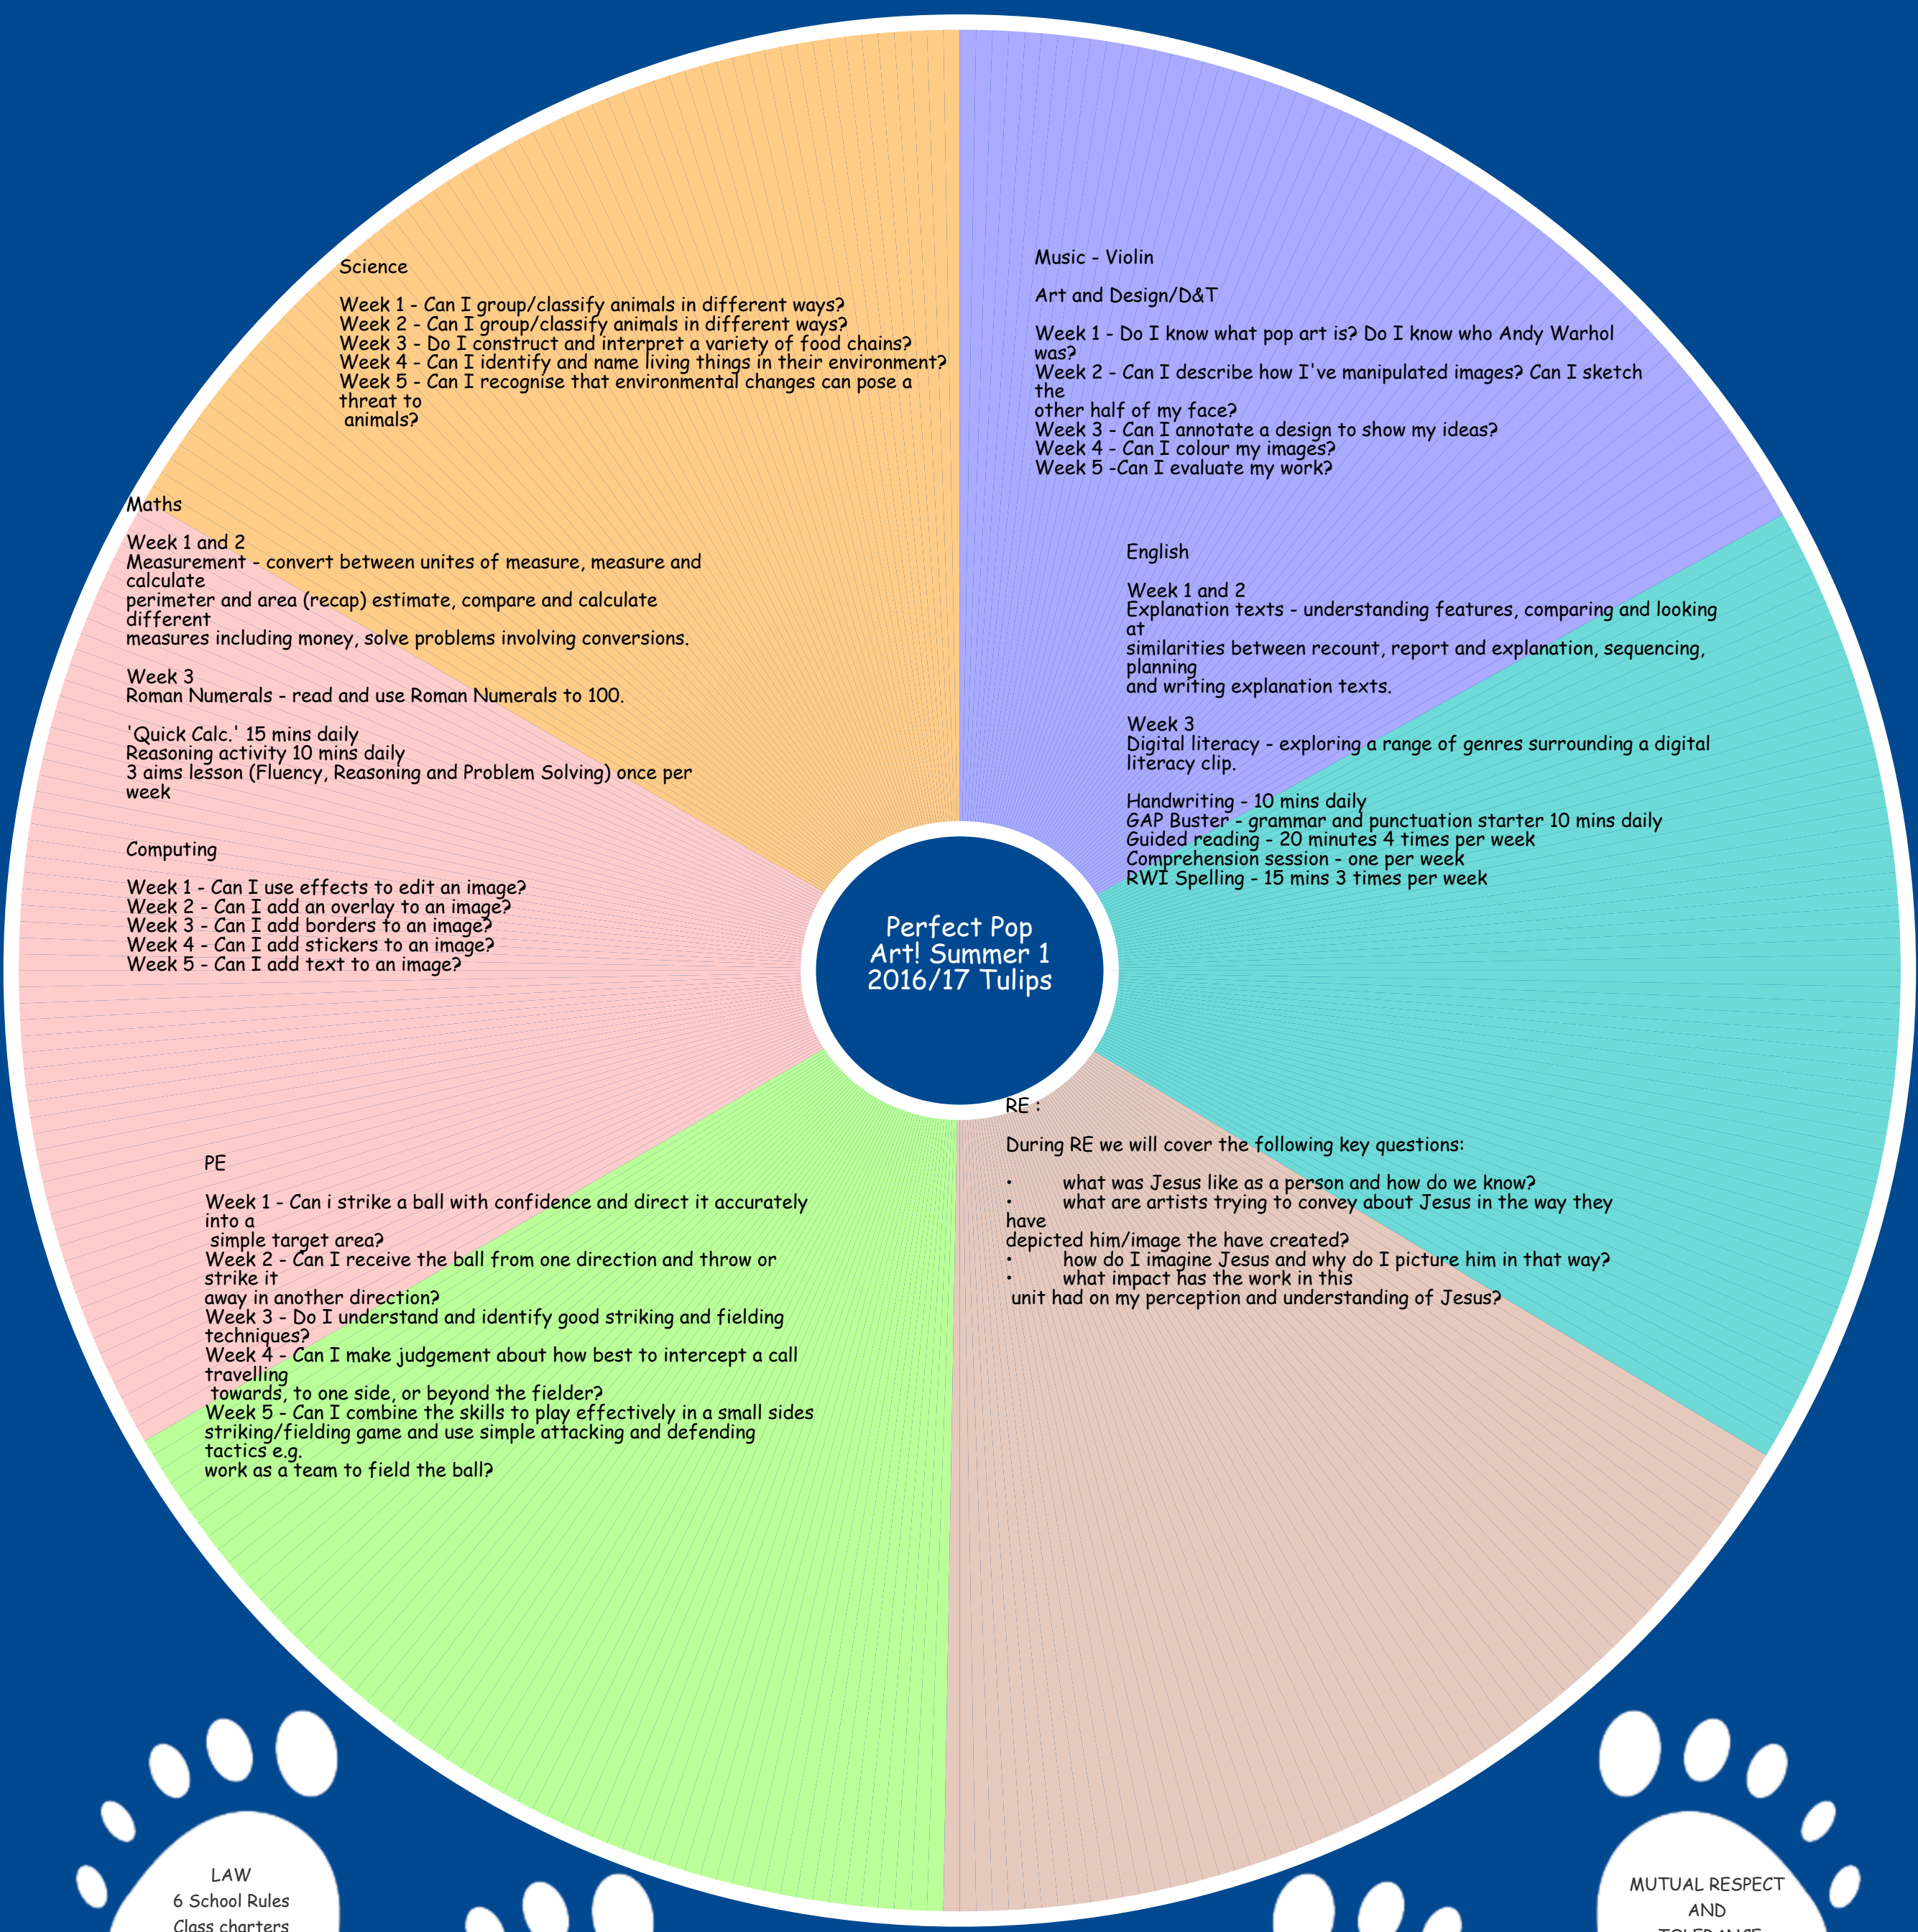 Science
Week 1 - Can I group/classify animals in different ways?
Week 2 - Can I group/classify animals in different ways?
Week 3 - Do I construct and interpret a variety of food chains?
Week 4 - Can I identify and name living things in their environment?
Week 5 - Can I recognise that environmental changes can pose a
threat to
animals?
Music - Violin
Art and Design/D&T
Week 1 - Do I know what pop art is? Do I know who Andy Warhol
was?
Week 2 - Can I describe how I've manipulated images? Can I sketch
the
other half of my face?
Week 3 - Can I annotate a design to show my ideas?
Week 4 - Can I colour my images?
Week 5 -Can I evaluate my work?
Maths
Week 1 and 2
Measurement - convert between unites of measure, measure and
calculate
perimeter and area (recap) estimate, compare and calculate
different
measures including money, solve problems involving conversions.
Week 3
Roman Numerals - read and use Roman Numerals to 100.
'Quick Calc.' 15 mins daily
Reasoning activity 10 mins daily
3 aims lesson (Fluency, Reasoning and Problem Solving) once per
week
English
Week 1 and 2
Explanation texts - understanding features, comparing and looking
at
similarities between recount, report and explanation, sequencing,
planning
and writing explanation texts.
Week 3
Digital literacy - exploring a range of genres surrounding a digital
literacy clip.
Handwriting - 10 mins daily
GAP Buster - grammar and punctuation starter 10 mins daily
Guided reading - 20 minutes 4 times per week
Comprehension session - one per week
RWI Spelling - 15 mins 3 times per week
Computing
Week 1 - Can I use effects to edit an image?
Week 2 - Can I add an overlay to an image?
Week 3 - Can I add borders to an image?
Week 4 - Can I add stickers to an image?
Week 5 - Can I add text to an image?
Perfect Pop
Art! Summer 1
2016/17 Tulips
PE
Week 1 - Can i strike a ball with confidence and direct it accurately
into a
simple target area?
Week 2 - Can I receive the ball from one direction and throw or
strike it
away in another direction?
Week 3 - Do I understand and identify good striking and fielding
techniques?
Week 4 - Can I make judgement about how best to intercept a call
travelling
towards, to one side, or beyond the fielder?
Week 5 - Can I combine the skills to play effectively in a small sides
striking/fielding game and use simple attacking and defending
tactics e.g.
work as a team to field the ball?
RE :
During RE we will cover the following key questions:
• what was Jesus like as a person and how do we know?
• what are artists trying to convey about Jesus in the way they
have
depicted him/image the have created?
• how do I imagine Jesus and why do I picture him in that way?
• what impact has the work in this
unit had on my perception and understanding of Jesus?
LAW
6 School Rules
Class charters
MUTUAL RESPECT
AND
TOLERANCE